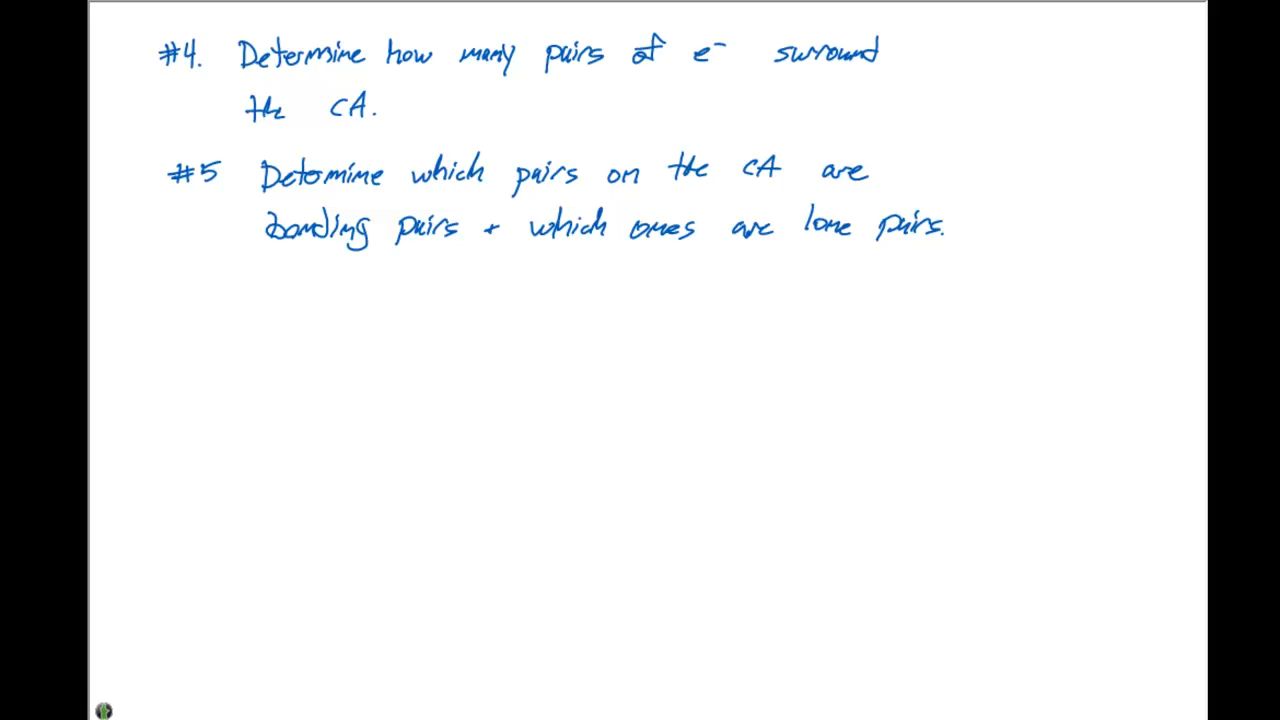 #4. Determine how many pairs of e⁻ surround
the CA.
#5 Determine which pairs on the CA are
bonding pairs + which ones are lone pairs.